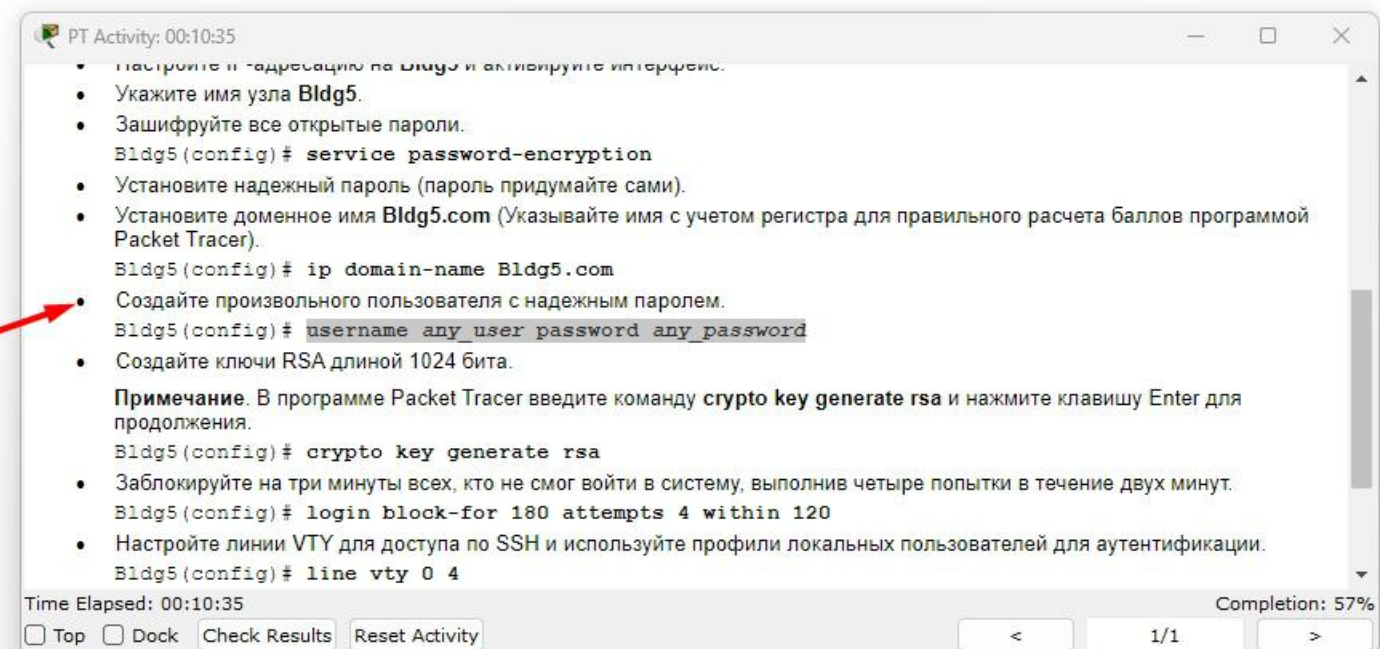 PT Activity: 00:10:35
Настройте IP-адресацию на Bldg5 и активируйте интерфейс.
Укажите имя узла Bldg5.
Зашифруйте все открытые пароли.
Bldg5(config)# service password-encryption
Установите надежный пароль (пароль придумайте сами).
Установите доменное имя Bldg5.com (Указывайте имя с учетом регистра для правильного расчета баллов программой
Packet Tracer).
Bldg5(config)# ip domain-name Bldg5.com
Создайте произвольного пользователя с надежным паролем.
Bldg5(config)# username any_user password any_password
Создайте ключи RSA длиной 1024 бита.
Примечание. В программе Packet Tracer введите команду crypto key generate rsa и нажмите клавишу Enter для
продолжения.
Bldg5(config)# crypto key generate rsa
Заблокируйте на три минуты всех, кто не смог войти в систему, выполнив четыре попытки в течение двух минут.
Bldg5(config)# login block-for 180 attempts 4 within 120
Настройте линии VTY для доступа по SSH и используйте профили локальных пользователей для аутентификации.
Bldg5(config)# line vty 0 4
Time Elapsed: 00:10:35 Completion: 57%
Top Dock Check Results Reset Activity < 1/1 >